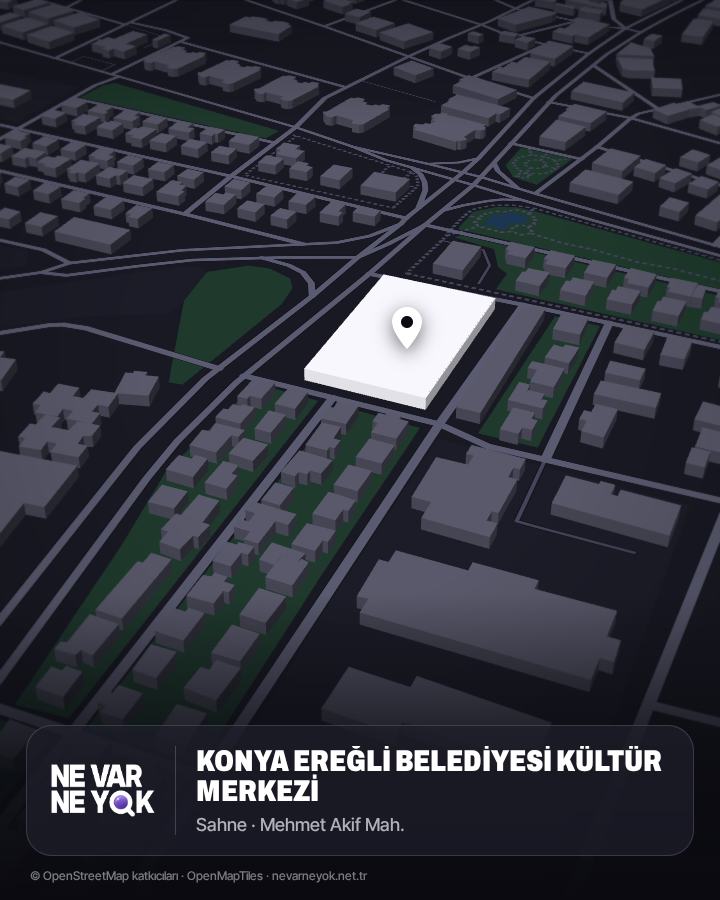 NE VAR
NE YOK
KONYA EREĞLİ BELEDİYESİ KÜLTÜR
MERKEZİ
Sahne · Mehmet Akif Mah.
© OpenStreetMap katkıcıları · OpenMapTiles · nevarneyok.net.tr